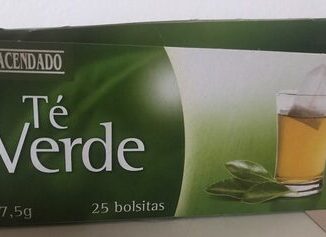 ACENDADO
Té
Verde
7,5g
25 bolsitas